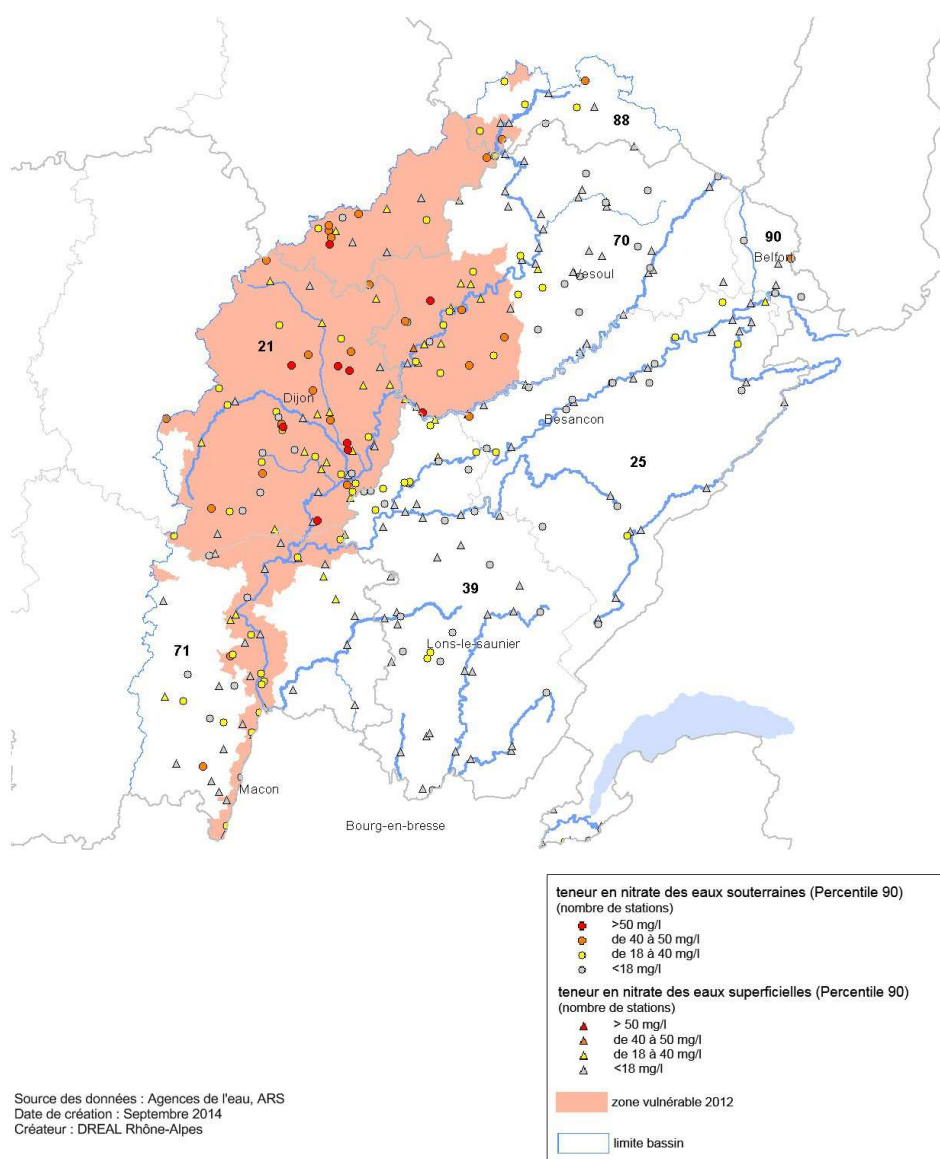 88
70
90
Belfort
Vesoul
21
Dijon
Besancon
25
39
Lons-le-saunier
71
Macon
Bourg-en-bresse
teneur en nitrate des eaux souterraines (Percentile 90)
(nombre de stations)
>50 mg/l
de 40 à 50 mg/l
de 18 à 40 mg/l
<18 mg/l
teneur en nitrate des eaux superficielles (Percentile 90)
(nombre de stations)
> 50 mg/l
de 40 à 50 mg/l
de 18 à 40 mg/l
<18 mg/l
zone vulnérable 2012
limite bassin
Source des données : Agences de l'eau, ARS
Date de création : Septembre 2014
Créateur : DREAL Rhône-Alpes